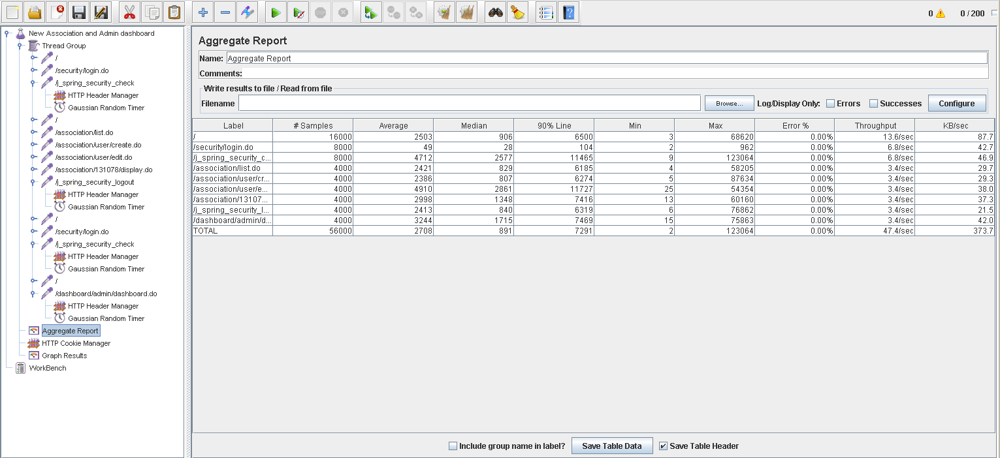 0 0 / 200
New Association and Admin dashboard
Thread Group
/
/security/login.do
/j_spring_security_check
HTTP Header Manager
Gaussian Random Timer
/
/association/list.do
/association/user/create.do
/association/user/edit.do
/association/131078/display.do
/j_spring_security_logout
HTTP Header Manager
Gaussian Random Timer
/
/security/login.do
/j_spring_security_check
HTTP Header Manager
Gaussian Random Timer
/
/dashboard/admin/dashboard.do
HTTP Header Manager
Gaussian Random Timer
Aggregate Report
HTTP Cookie Manager
Graph Results
WorkBench
Aggregate Report
Name: Aggregate Report
Comments:
Write results to file / Read from file
Filename Browse... Log/Display Only: Errors Successes Configure
Label # Samples Average Median 90% Line Min Max Error % Throughput KB/sec
/ 16000 2503 906 6500 3 68620 0.00% 13.6/sec 87.7
/security/login.do 8000 49 28 104 2 962 0.00% 6.8/sec 42.7
/j_spring_security_c... 8000 4712 2577 11465 9 123064 0.00% 6.8/sec 46.9
/association/list.do 4000 2421 829 6185 4 58205 0.00% 3.4/sec 29.7
/association/user/cr... 4000 2386 807 6274 5 87634 0.00% 3.4/sec 29.3
/association/user/e... 4000 4910 2861 11727 25 54354 0.00% 3.4/sec 38.0
/association/13107... 4000 2998 1348 7416 13 60160 0.00% 3.4/sec 37.3
/j_spring_security_l... 4000 2413 840 6319 6 76862 0.00% 3.4/sec 21.5
/dashboard/admin/d... 4000 3244 1715 7469 15 75863 0.00% 3.4/sec 42.0
TOTAL 56000 2708 891 7291 2 123064 0.00% 47.4/sec 373.7
Include group name in label? Save Table Data Save Table Header